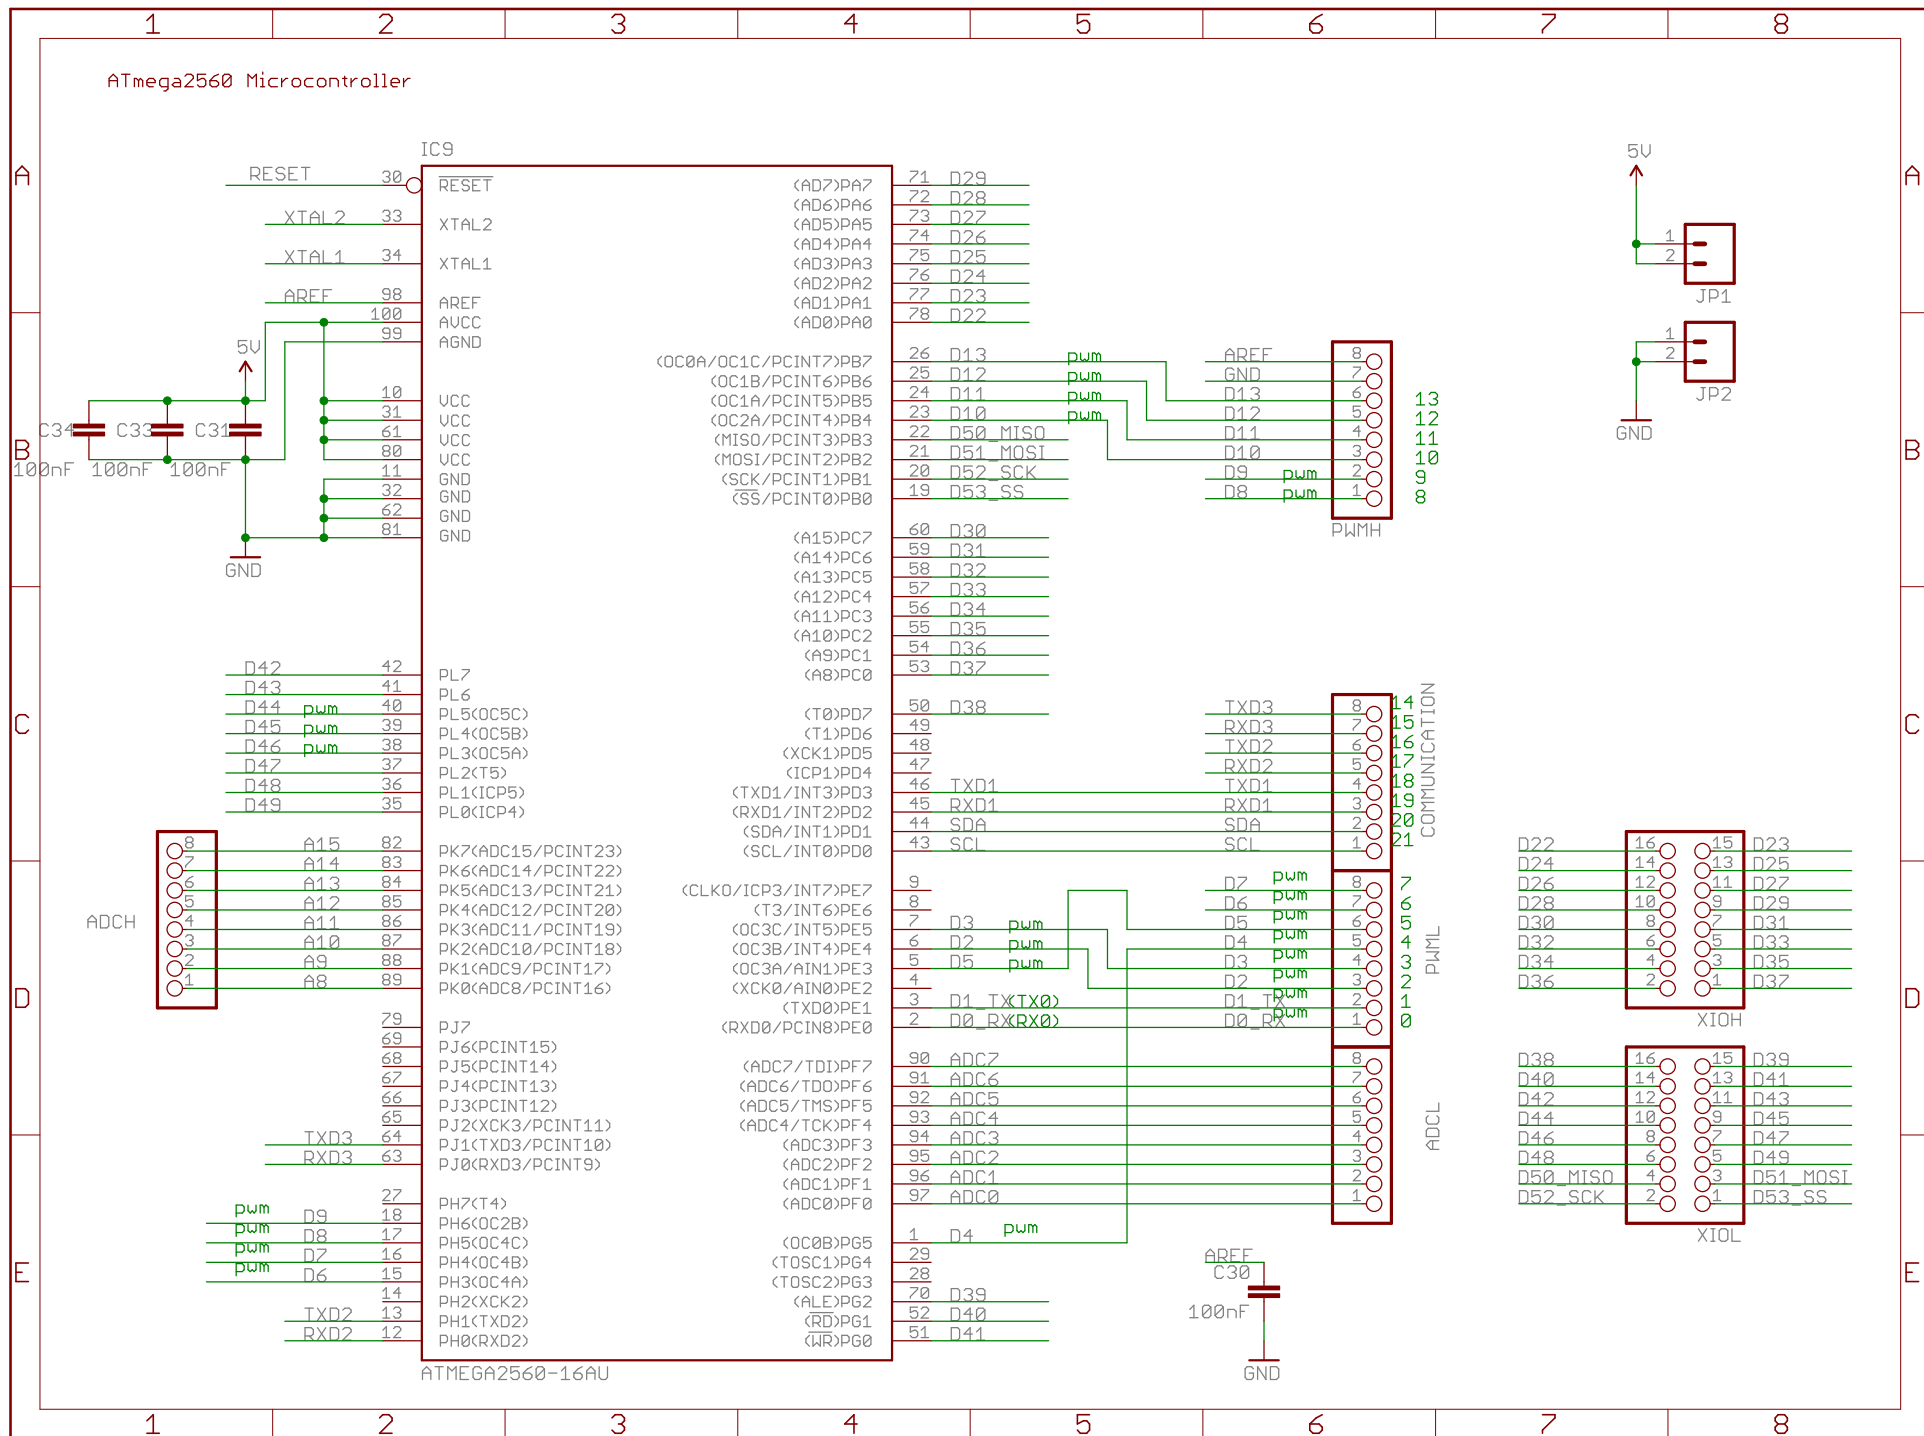 1 2 3 4 5 6 7 8
ATmega2560 Microcontroller
A
B
C
D
E
A
B
C
D
E
IC9
RESET 30 RESET
XTAL2 33 XTAL2
XTAL1 34 XTAL1
AREF 98 AREF
100 AVCC
99 AGND
5V
10 VCC
31 VCC
61 VCC
80 VCC
11 GND
32 GND
62 GND
81 GND
C34 C33 C31
100nF 100nF 100nF
GND
D42 42 PL7
D43 41 PL6
D44 pwm 40 PL5(OC5C)
D45 pwm 39 PL4(OC5B)
D46 pwm 38 PL3(OC5A)
D47 37 PL2(T5)
D48 36 PL1(ICP5)
D49 35 PL0(ICP4)
ADCH
8 A15 82 PK7(ADC15/PCINT23)
7 A14 83 PK6(ADC14/PCINT22)
6 A13 84 PK5(ADC13/PCINT21)
5 A12 85 PK4(ADC12/PCINT20)
4 A11 86 PK3(ADC11/PCINT19)
3 A10 87 PK2(ADC10/PCINT18)
2 A9 88 PK1(ADC9/PCINT17)
1 A8 89 PK0(ADC8/PCINT16)
79 PJ7
69 PJ6(PCINT15)
68 PJ5(PCINT14)
67 PJ4(PCINT13)
66 PJ3(PCINT12)
65 PJ2(XCK3/PCINT11)
TXD3 64 PJ1(TXD3/PCINT10)
RXD3 63 PJ0(RXD3/PCINT9)
27 PH7(T4)
pwm D9 18 PH6(OC2B)
pwm D8 17 PH5(OC4C)
pwm D7 16 PH4(OC4B)
pwm D6 15 PH3(OC4A)
14 PH2(XCK2)
TXD2 13 PH1(TXD2)
RXD2 12 PH0(RXD2)
ATMEGA2560-16AU
(AD7)PA7 71 D29
(AD6)PA6 72 D28
(AD5)PA5 73 D27
(AD4)PA4 74 D26
(AD3)PA3 75 D25
(AD2)PA2 76 D24
(AD1)PA1 77 D23
(AD0)PA0 78 D22
(OC0A/OC1C/PCINT7)PB7 26 D13 pwm
(OC1B/PCINT6)PB6 25 D12 pwm
(OC1A/PCINT5)PB5 24 D11 pwm
(OC2A/PCINT4)PB4 23 D10 pwm
(MISO/PCINT3)PB3 22 D50_MISO
(MOSI/PCINT2)PB2 21 D51_MOSI
(SCK/PCINT1)PB1 20 D52_SCK
(SS/PCINT0)PB0 19 D53_SS
(A15)PC7 60 D30
(A14)PC6 59 D31
(A13)PC5 58 D32
(A12)PC4 57 D33
(A11)PC3 56 D34
(A10)PC2 55 D35
(A9)PC1 54 D36
(A8)PC0 53 D37
(T0)PD7 50 D38
(T1)PD6 49
(XCK1)PD5 48
(ICP1)PD4 47
(TXD1/INT3)PD3 46 TXD1
(RXD1/INT2)PD2 45 RXD1
(SDA/INT1)PD1 44 SDA
(SCL/INT0)PD0 43 SCL
(CLKO/ICP3/INT7)PE7 9
(T3/INT6)PE6 8
(OC3C/INT5)PE5 7 D3 pwm
(OC3B/INT4)PE4 6 D2 pwm
(OC3A/AIN1)PE3 5 D5 pwm
(XCK0/AIN0)PE2 4
(TXD0)PE1 3 D1_TX (TX0)
(RXD0/PCIN8)PE0 2 D0_RX (RX0)
(ADC7/TDI)PF7 90 ADC7
(ADC6/TDO)PF6 91 ADC6
(ADC5/TMS)PF5 92 ADC5
(ADC4/TCK)PF4 93 ADC4
(ADC3)PF3 94 ADC3
(ADC2)PF2 95 ADC2
(ADC1)PF1 96 ADC1
(ADC0)PF0 97 ADC0
(OC0B)PG5 1 D4 pwm
(TOSC1)PG4 29
(TOSC2)PG3 28
(ALE)PG2 70 D39
(RD)PG1 52 D40
(WR)PG0 51 D41
AREF 8
GND 7
D13 6 13
D12 5 12
D11 4 11
D10 3 10
D9 pwm 2 9
D8 pwm 1 8
PWMH
TXD3 8 14
RXD3 7 15
TXD2 6 16
RXD2 5 17
TXD1 4 18
RXD1 3 19
SDA 2 20
SCL 1 21
COMMUNICATION
D7 pwm 8 7
D6 pwm 7 6
D5 pwm 6 5
D4 pwm 5 4
D3 pwm 4 3
D2 pwm 3 2
D1_TX pwm 2 1
D0_RX pwm 1 0
PWML
8
7
6
5
4
3
2
1
ADCL
AREF
C30
100nF
GND
5V
1
2
JP1
1
2
JP2
GND
D22 16 15 D23
D24 14 13 D25
D26 12 11 D27
D28 10 9 D29
D30 8 7 D31
D32 6 5 D33
D34 4 3 D35
D36 2 1 D37
XIOH
D38 16 15 D39
D40 14 13 D41
D42 12 11 D43
D44 10 9 D45
D46 8 7 D47
D48 6 5 D49
D50_MISO 4 3 D51_MOSI
D52_SCK 2 1 D53_SS
XIOL
1 2 3 4 5 6 7 8